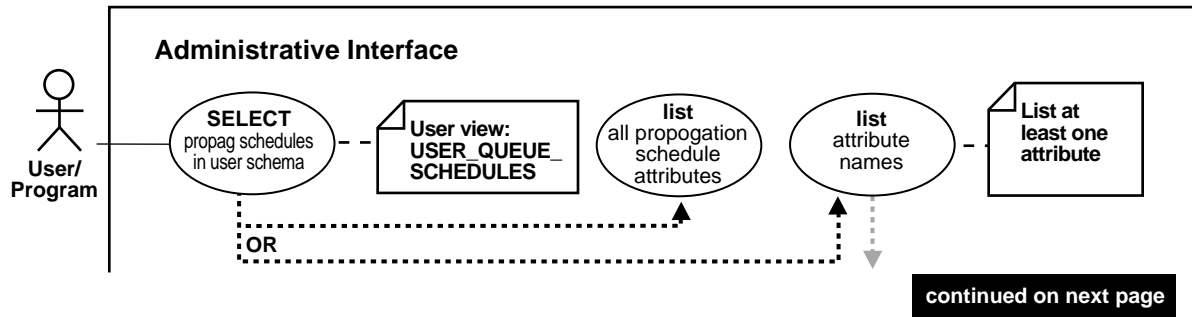 Administrative Interface
User/
Program
SELECT
propag schedules
in user schema
User view:
USER_QUEUE_
SCHEDULES
list
all propogation
schedule
attributes
list
attribute
names
List at
least one
attribute
OR
continued on next page